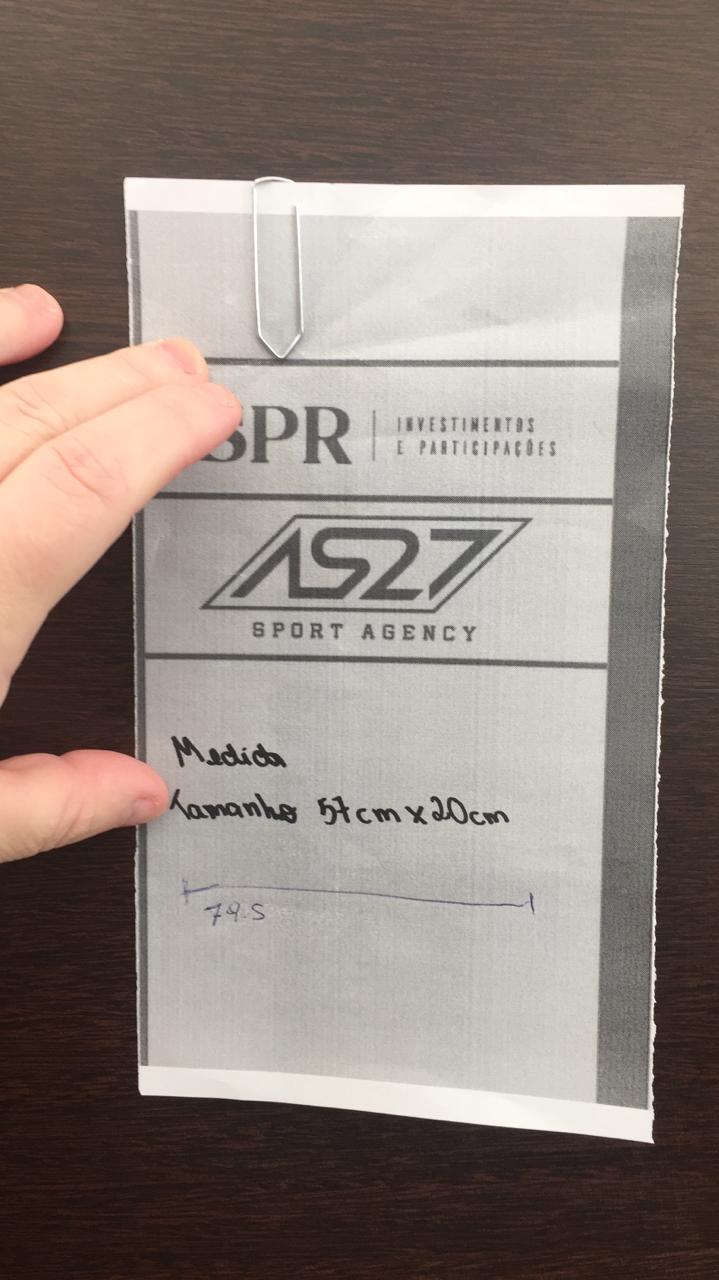 SPR
INVESTIMENTOS
E PARTICIPAÇÕES
AS27
SPORT AGENCY
Medida
Tamanho 57cm x 20cm
79.5